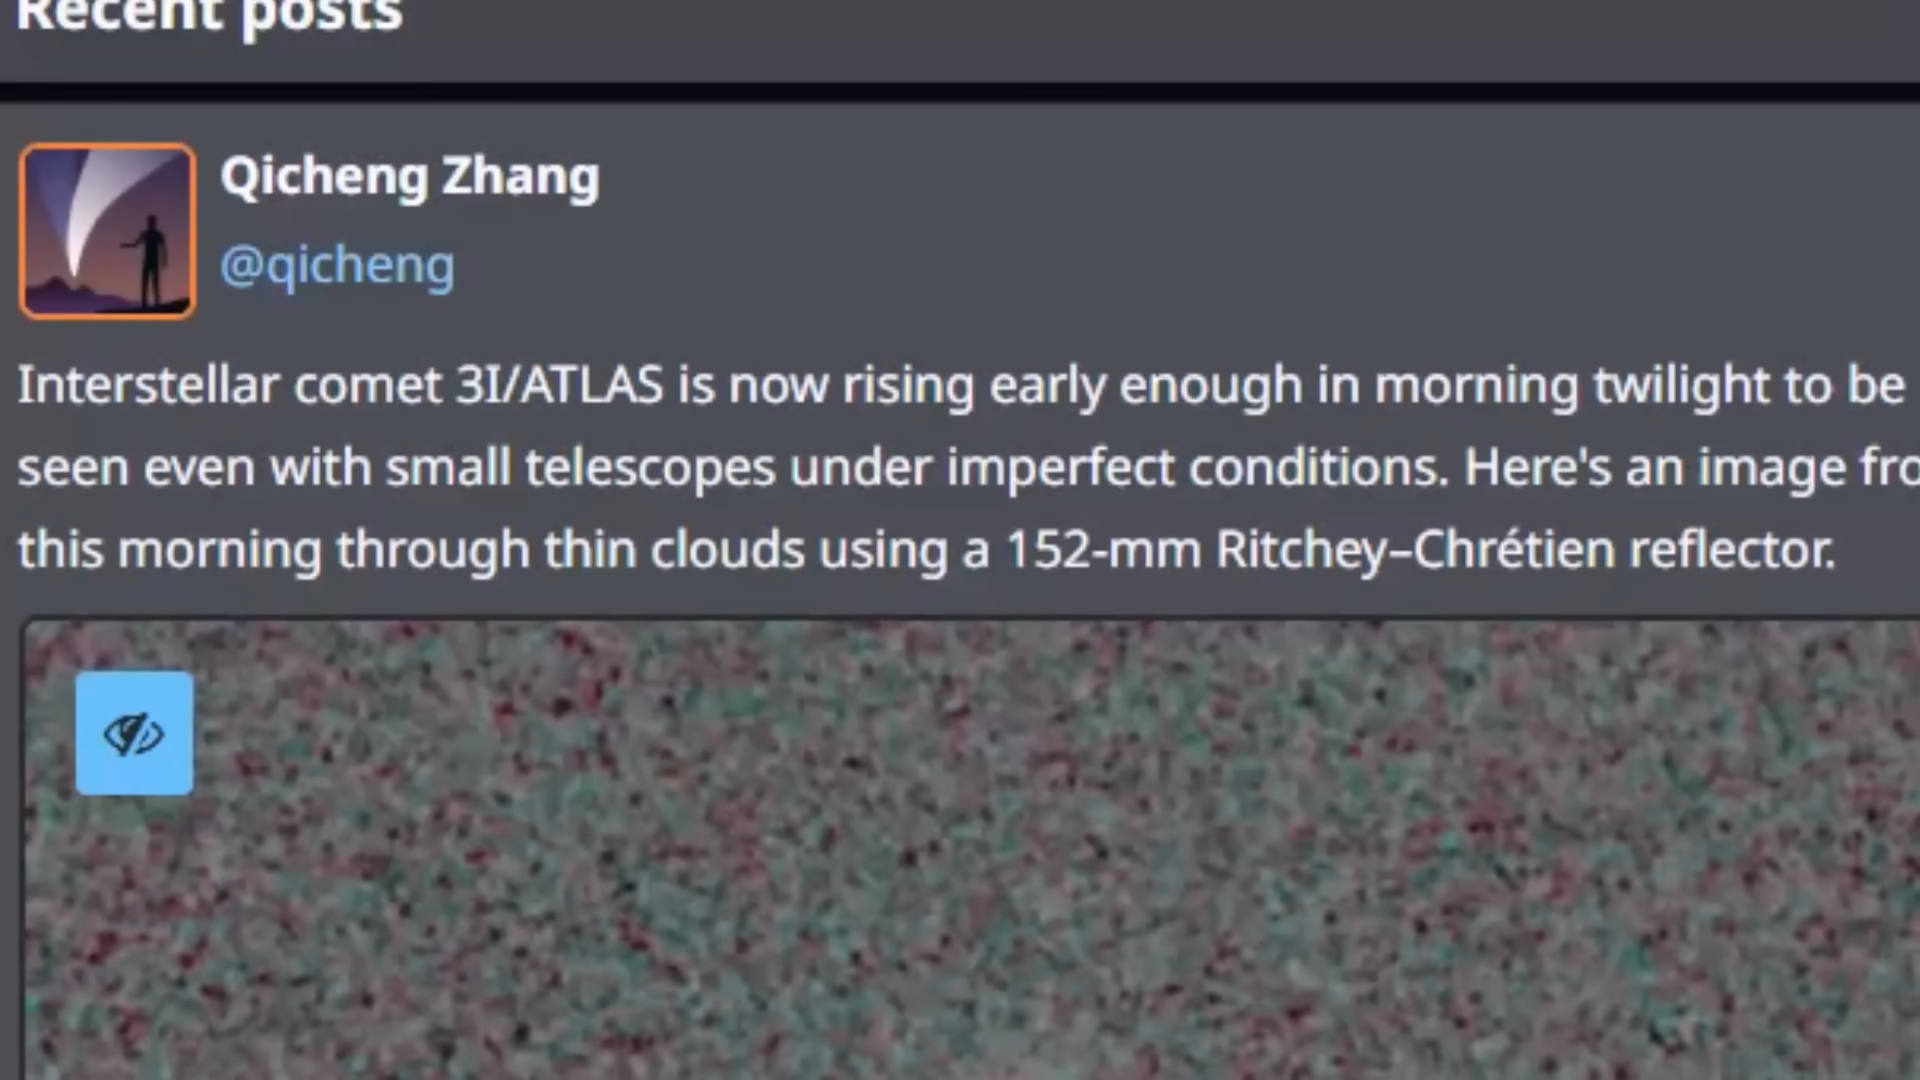 Recent posts
Qicheng Zhang
@qicheng
Interstellar comet 3I/ATLAS is now rising early enough in morning twilight to be
seen even with small telescopes under imperfect conditions. Here's an image fro
this morning through thin clouds using a 152-mm Ritchey–Chrétien reflector.